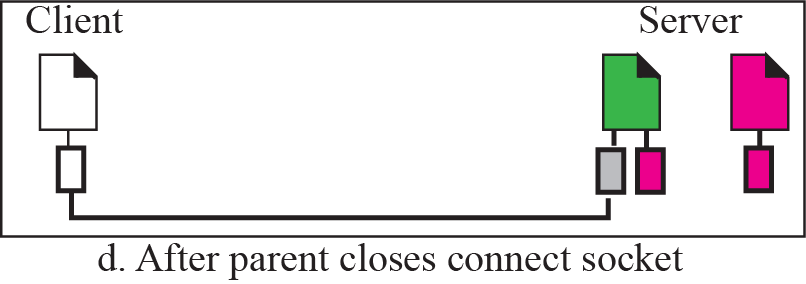 Client
Server
d. After parent closes connect socket